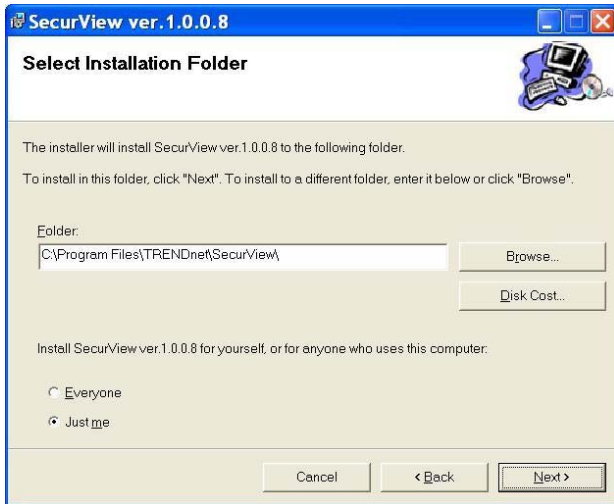 SecurView ver.1.0.0.8
Select Installation Folder
The installer will install SecurView ver.1.0.0.8 to the following folder.
To install in this folder, click "Next". To install to a different folder, enter it below or click "Browse".
Folder:
C:\Program Files\TRENDnet\SecurView\
Browse...
Disk Cost...
Install SecurView ver.1.0.0.8 for yourself, or for anyone who uses this computer:
Everyone
Just me
Cancel
< Back
Next >